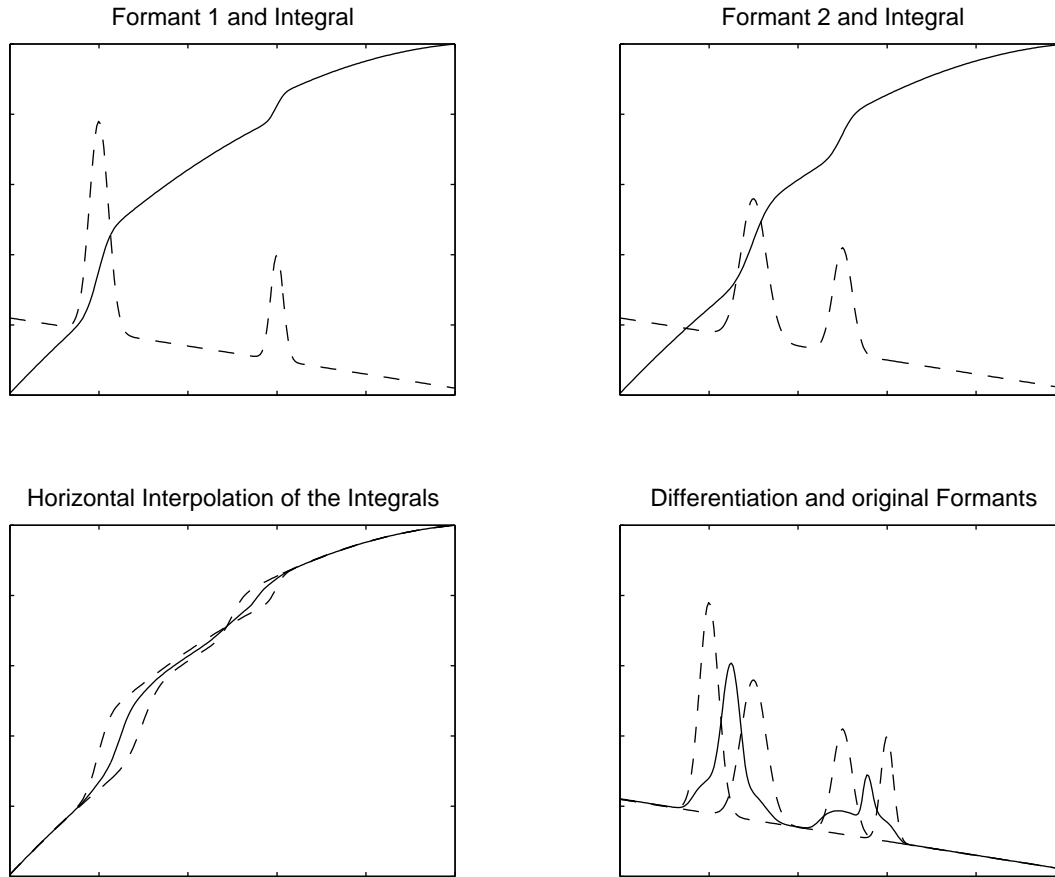 Formant 1 and Integral
Formant 2 and Integral
Horizontal Interpolation of the Integrals
Differentiation and original Formants